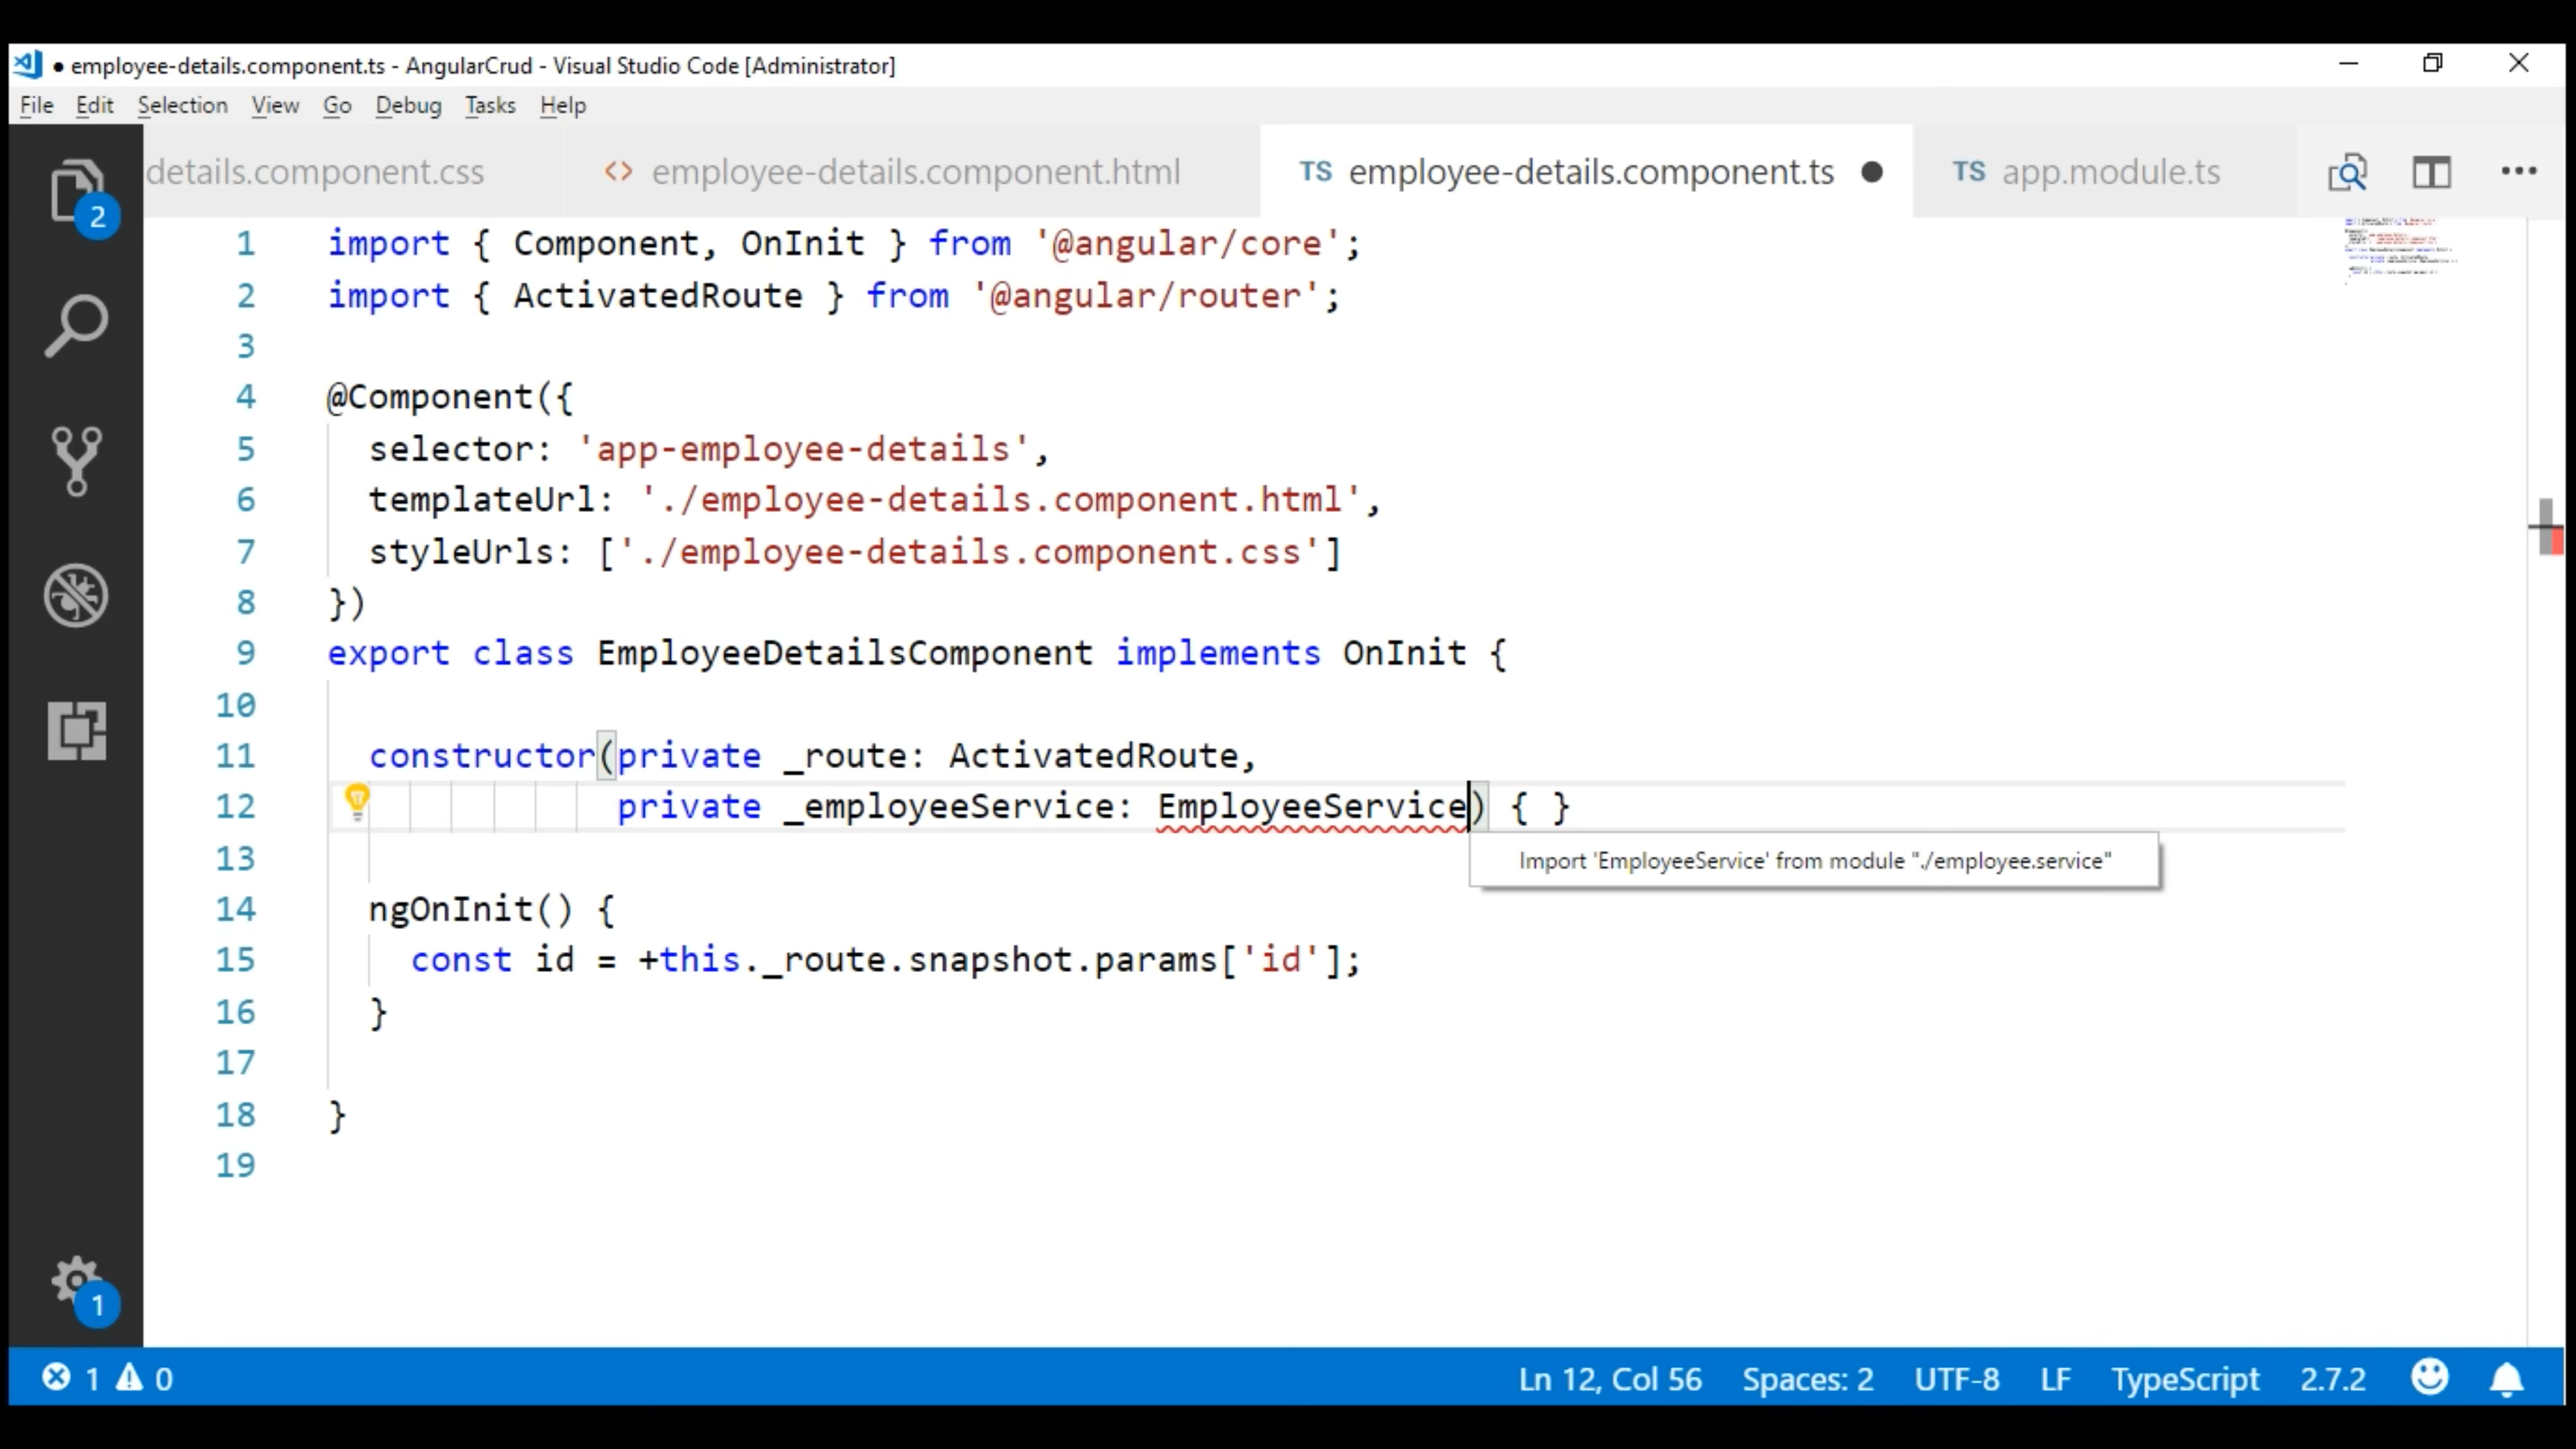 employee-details.component.ts - AngularCrud - Visual Studio Code [Administrator]
File Edit Selection View Go Debug Tasks Help
details.component.css <> employee-details.component.html TS employee-details.component.ts TS app.module.ts
2
1 import { Component, OnInit } from '@angular/core';
2 import { ActivatedRoute } from '@angular/router';
3
4 @Component({
5 selector: 'app-employee-details',
6 templateUrl: './employee-details.component.html',
7 styleUrls: ['./employee-details.component.css']
8 })
9 export class EmployeeDetailsComponent implements OnInit {
10
11 constructor(private _route: ActivatedRoute,
12 private _employeeService: EmployeeService) { }
Import 'EmployeeService' from module "./employee.service"
13
14 ngOnInit() {
15 const id = +this._route.snapshot.params['id'];
16 }
17
18 }
19
1
1 0 Ln 12, Col 56 Spaces: 2 UTF-8 LF TypeScript 2.7.2